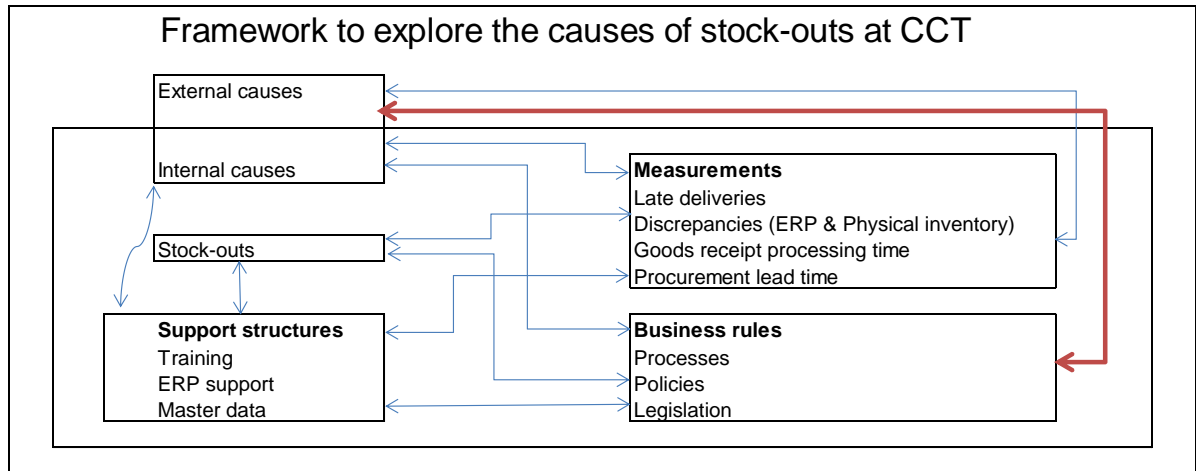 Framework to explore the causes of stock-outs at CCT
External causes
Internal causes
Stock-outs
Support structures
Training
ERP support
Master data
Measurements
Late deliveries
Discrepancies (ERP & Physical inventory)
Goods receipt processing time
Procurement lead time
Business rules
Processes
Policies
Legislation